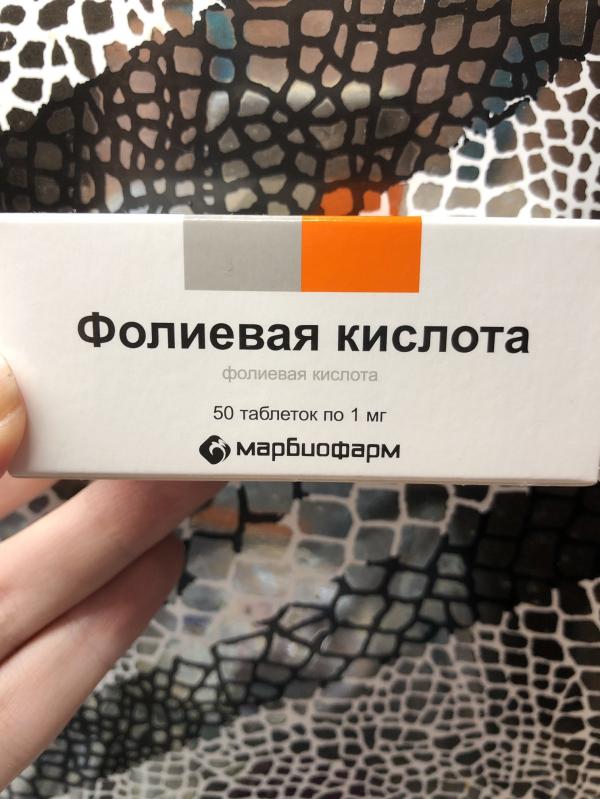 Фолиевая кислота
фолиевая кислота
50 таблеток по 1 мг
марбиофарм